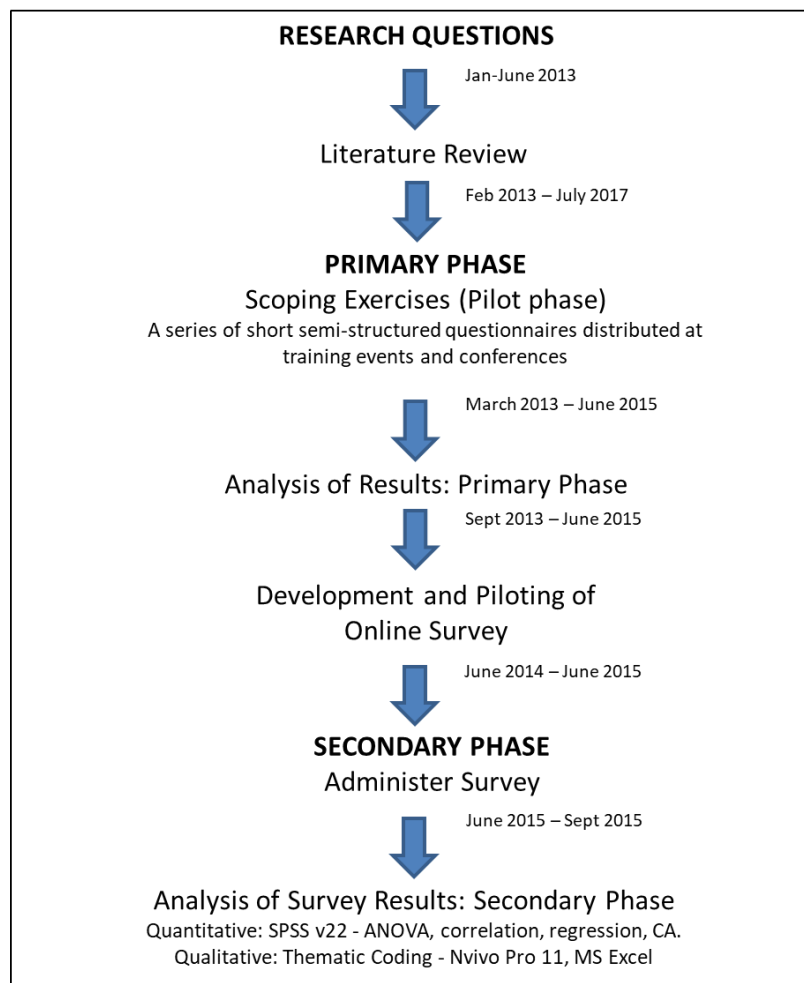 RESEARCH QUESTIONS
Jan-June 2013
Literature Review
Feb 2013 – July 2017
PRIMARY PHASE
Scoping Exercises (Pilot phase)
A series of short semi-structured questionnaires distributed at
training events and conferences
March 2013 – June 2015
Analysis of Results: Primary Phase
Sept 2013 – June 2015
Development and Piloting of
Online Survey
June 2014 – June 2015
SECONDARY PHASE
Administer Survey
June 2015 – Sept 2015
Analysis of Survey Results: Secondary Phase
Quantitative: SPSS v22 - ANOVA, correlation, regression, CA.
Qualitative: Thematic Coding - Nvivo Pro 11, MS Excel